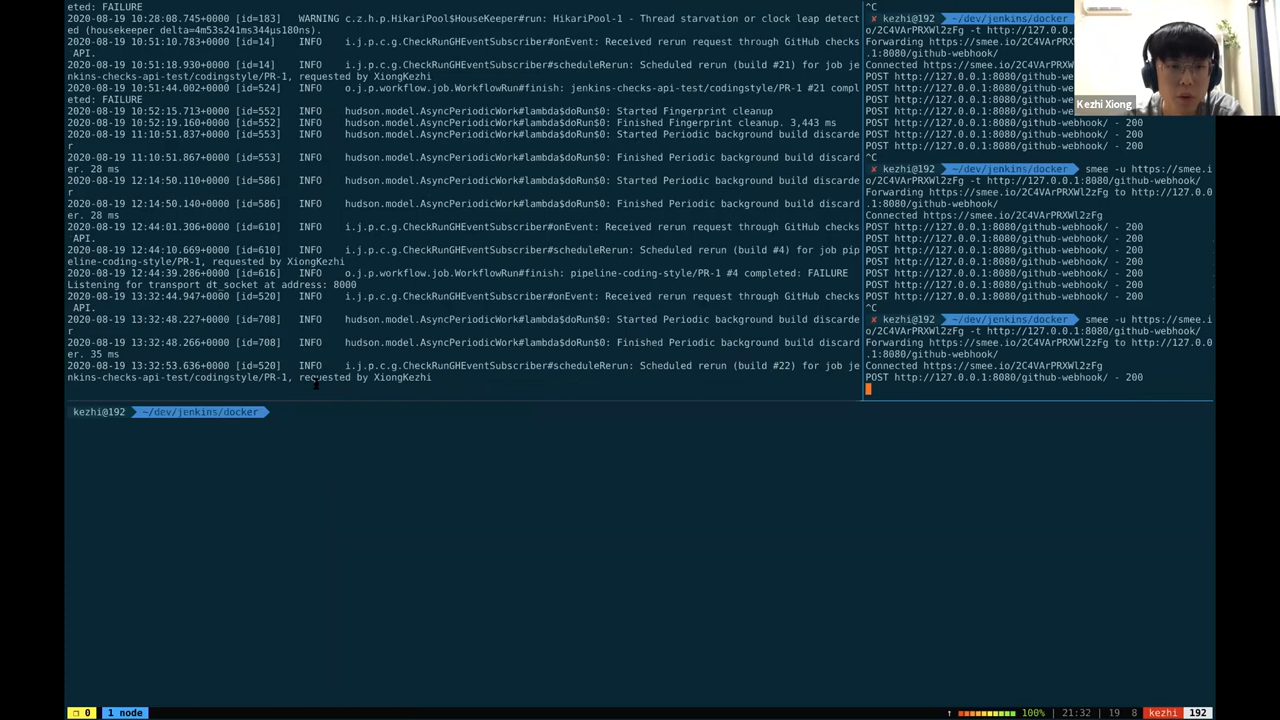 eted: FAILURE
2020-08-19 10:28:08.745+0000 [id=183]   WARNING c.z.h.p.HikariPool$HouseKeeper#run: HikariPool-1 - Thread starvation or clock leap detect
ed (housekeeper delta=4m53s241ms344µs180ns).
2020-08-19 10:51:10.783+0000 [id=14]    INFO    i.j.p.c.g.CheckRunGHEventSubscriber#onEvent: Received rerun request through GitHub checks
 API.
2020-08-19 10:51:18.930+0000 [id=14]    INFO    i.j.p.c.g.CheckRunGHEventSubscriber#scheduleRerun: Scheduled rerun (build #21) for job je
nkins-checks-api-test/codingstyle/PR-1, requested by XiongKezhi
2020-08-19 10:51:44.002+0000 [id=524]   INFO    o.j.p.workflow.job.WorkflowRun#finish: jenkins-checks-api-test/codingstyle/PR-1 #21 compl
eted: FAILURE
2020-08-19 10:52:15.713+0000 [id=552]   INFO    hudson.model.AsyncPeriodicWork#lambda$doRun$0: Started Fingerprint cleanup
2020-08-19 10:52:19.160+0000 [id=552]   INFO    hudson.model.AsyncPeriodicWork#lambda$doRun$0: Finished Fingerprint cleanup. 3,443 ms
2020-08-19 11:10:51.837+0000 [id=553]   INFO    hudson.model.AsyncPeriodicWork#lambda$doRun$0: Started Periodic background build discarde
r
2020-08-19 11:10:51.867+0000 [id=553]   INFO    hudson.model.AsyncPeriodicWork#lambda$doRun$0: Finished Periodic background build discard
er. 28 ms
2020-08-19 12:14:50.110+0000 [id=586]   INFO    hudson.model.AsyncPeriodicWork#lambda$doRun$0: Started Periodic background build discarde
r
2020-08-19 12:14:50.140+0000 [id=586]   INFO    hudson.model.AsyncPeriodicWork#lambda$doRun$0: Finished Periodic background build discard
er. 28 ms
2020-08-19 12:44:01.306+0000 [id=610]   INFO    i.j.p.c.g.CheckRunGHEventSubscriber#onEvent: Received rerun request through GitHub checks
 API.
2020-08-19 12:44:10.669+0000 [id=610]   INFO    i.j.p.c.g.CheckRunGHEventSubscriber#scheduleRerun: Scheduled rerun (build #4) for job pip
eline-coding-style/PR-1, requested by XiongKezhi
2020-08-19 12:44:39.286+0000 [id=616]   INFO    o.j.p.workflow.job.WorkflowRun#finish: pipeline-coding-style/PR-1 #4 completed: FAILURE
Listening for transport dt_socket at address: 8000
2020-08-19 13:32:44.947+0000 [id=520]   INFO    i.j.p.c.g.CheckRunGHEventSubscriber#onEvent: Received rerun request through GitHub checks
 API.
2020-08-19 13:32:48.227+0000 [id=708]   INFO    hudson.model.AsyncPeriodicWork#lambda$doRun$0: Started Periodic background build discarde
r
2020-08-19 13:32:48.266+0000 [id=708]   INFO    hudson.model.AsyncPeriodicWork#lambda$doRun$0: Finished Periodic background build discard
er. 35 ms
2020-08-19 13:32:53.636+0000 [id=520]   INFO    i.j.p.c.g.CheckRunGHEventSubscriber#scheduleRerun: Scheduled rerun (build #22) for job je
nkins-checks-api-test/codingstyle/PR-1, requested by XiongKezhi
^C
✘ kezhi@192 ~/dev/jenkins/docker
o/2C4VArPRXWl2zFg -t http://127.0.
Forwarding https://smee.io/2C4VArP
.1:8080/github-webhook/
Connected https://smee.io/2C4VArPR
POST http://127.0.0.1:8080/github-we
POST http://127.0.0.1:8080/github-we
POST http://127.0.0.1:8080/github-we
POST http://127.0.0.1:8080/github-we
POST http://127.0.0.1:8080/github-webhook/ - 200
POST http://127.0.0.1:8080/github-webhook/ - 200
POST http://127.0.0.1:8080/github-webhook/ - 200
^C
✘ kezhi@192 ~/dev/jenkins/docker smee -u https://smee.i
o/2C4VArPRXWl2zFg -t http://127.0.0.1:8080/github-webhook/
Forwarding https://smee.io/2C4VArPRXWl2zFg to http://127.0.0
.1:8080/github-webhook/
Connected https://smee.io/2C4VArPRXWl2zFg
POST http://127.0.0.1:8080/github-webhook/ - 200
POST http://127.0.0.1:8080/github-webhook/ - 200
POST http://127.0.0.1:8080/github-webhook/ - 200
POST http://127.0.0.1:8080/github-webhook/ - 200
POST http://127.0.0.1:8080/github-webhook/ - 200
POST http://127.0.0.1:8080/github-webhook/ - 200
POST http://127.0.0.1:8080/github-webhook/ - 200
^C
✘ kezhi@192 ~/dev/jenkins/docker smee -u https://smee.i
o/2C4VArPRXWl2zFg -t http://127.0.0.1:8080/github-webhook/
Forwarding https://smee.io/2C4VArPRXWl2zFg to http://127.0.0
.1:8080/github-webhook/
Connected https://smee.io/2C4VArPRXWl2zFg
POST http://127.0.0.1:8080/github-webhook/ - 200
Kezhi Xiong
kezhi@192 ~/dev/jenkins/docker
❐ 0 1 node ↑ 100% | 21:32 | 19 8 kezhi 192